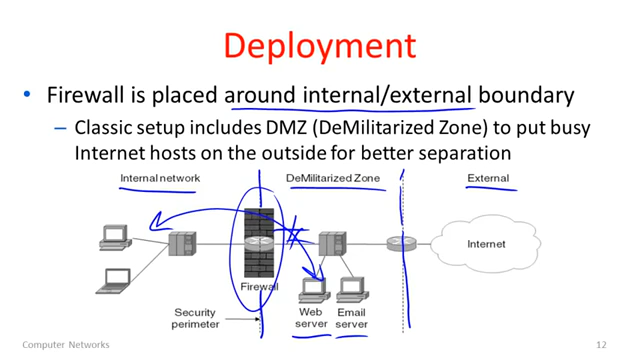 Deployment
• Firewall is placed around internal/external boundary
– Classic setup includes DMZ (DeMilitarized Zone) to put busy
Internet hosts on the outside for better separation
Internal network
DeMilitarized Zone
External
Internet
Firewall
Security
perimeter
Web
server
Email
server
Computer Networks
12